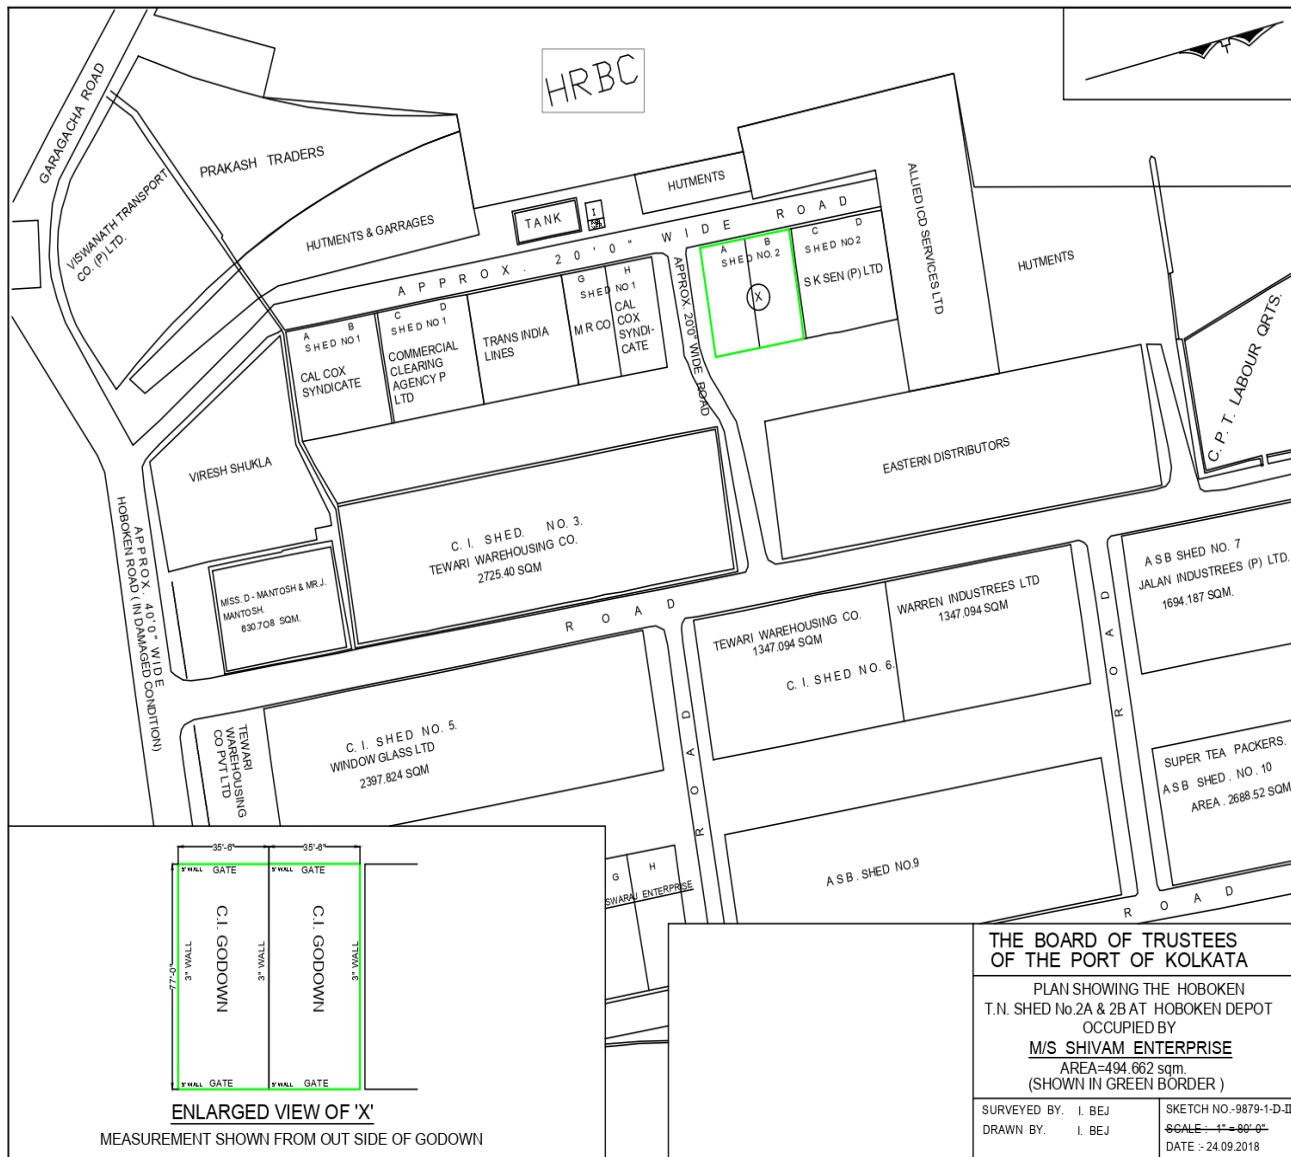 HRBC
GARAGACHA ROAD
VISWANATH TRANSPORT
CO. (P) LTD.
PRAKASH TRADERS
HUTMENTS & GARRAGES
TANK
I
HUTMENTS
APPROX. 20'0" WIDE ROAD
ALLIED ICD SERVICES LTD
HUTMENTS
C. P. T. LABOUR QRTS.
A B
SHED NO 1
CAL COX
SYNDICATE
C D
SHED NO 1
COMMERCIAL
CLEARING
AGENCY P
LTD
TRANS INDIA
LINES
G H
SHED NO 1
M R CO
CAL
COX
SYNDI-
CATE
APPROX. 20'0" WIDE ROAD
A B
SHED NO. 2
X
C D
SHED NO 2
S K SEN (P) LTD
VIRESH SHUKLA
EASTERN DISTRIBUTORS
C. I. SHED. NO. 3.
TEWARI WAREHOUSING CO.
2725.40 SQM
MISS. D - MANTOSH & MR.J.
MANTOSH.
630.708 SQM.
APPROX. 40'0" WIDE
HOBOKEN ROAD ( IN DAMAGED CONDITION)
ROAD
TEWARI WAREHOUSING CO.
1347.094 SQM
C. I. SHED NO. 6.
WARREN INDUSTREES LTD
1347.094 SQM
A S B SHED NO. 7
JALAN INDUSTREES (P) LTD.
1694.187 SQM.
ROAD
ROAD
TEWARI
WAREHOUSING
CO PVT LTD
C. I. SHED NO. 5.
WINDOW GLASS LTD
2397.824 SQM
SUPER TEA PACKERS.
A S B SHED . NO . 10
AREA . 2688.52 SQM
A S B . SHED NO.9
ROAD
G H
SWARAJ ENTERPRISE
35'-6" 35'-6"
5" WALL GATE 5" WALL GATE
77'-0"
3" WALL
C.I. GODOWN
3" WALL
C.I. GODOWN
3" WALL
5" WALL GATE 5" WALL GATE
ENLARGED VIEW OF 'X'
MEASUREMENT SHOWN FROM OUT SIDE OF GODOWN
THE BOARD OF TRUSTEES
OF THE PORT OF KOLKATA
PLAN SHOWING THE HOBOKEN
T.N. SHED No.2A & 2B AT HOBOKEN DEPOT
OCCUPIED BY
M/S SHIVAM ENTERPRISE
AREA=494.662 sqm.
(SHOWN IN GREEN BORDER )
SURVEYED BY. I. BEJ
DRAWN BY. I. BEJ
SKETCH NO.-9879-1-D-II
SCALE : 1" = 80' 0"
DATE :- 24.09.2018